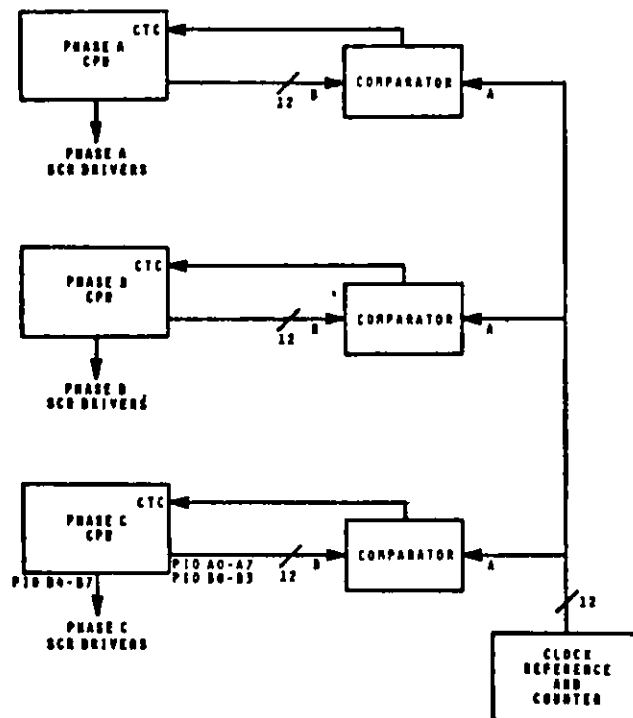 CTC
PHASE A
CPU
12
B
COMPARATOR
A
PHASE A
SCR DRIVERS
CTC
PHASE B
CPU
12
B
COMPARATOR
A
PHASE B
SCR DRIVERS
CTC
PHASE C
CPU
PIO A0-A7
PIO B0-B3
12
B
COMPARATOR
A
PIO B4-B7
PHASE C
SCR DRIVERS
12
CLOCK
REFERENCE
AND
COUNTER